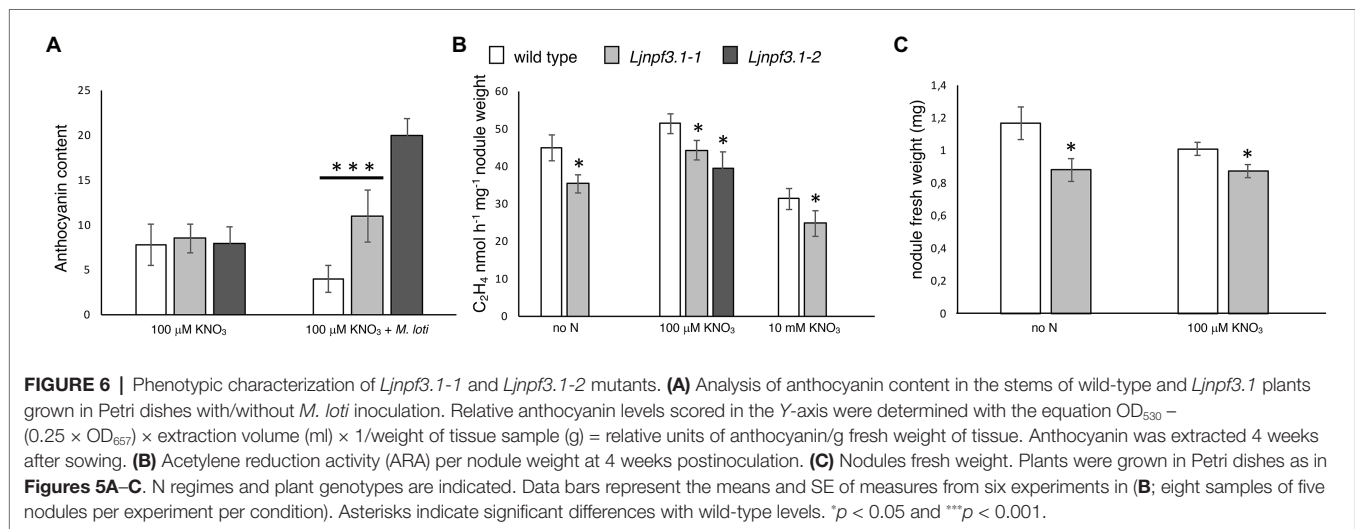 A
Anthocyanin content
25
20
15
10
5
0
***
100 μM KNO₃
100 μM KNO₃ + M. loti
B
wild type
Ljnpf3.1-1
Ljnpf3.1-2
C₂H₄ nmol h⁻¹ mg⁻¹ nodule weight
60
50
40
30
20
10
0
*
*
*
*
no N
100 μM KNO₃
10 mM KNO₃
C
nodule fresh weight (mg)
1,4
1,2
1
0,8
0,6
0,4
0,2
0
*
*
no N
100 μM KNO₃
FIGURE 6 | Phenotypic characterization of Ljnpf3.1-1 and Ljnpf3.1-2 mutants. (A) Analysis of anthocyanin content in the stems of wild-type and Ljnpf3.1 plants
grown in Petri dishes with/without M. loti inoculation. Relative anthocyanin levels scored in the Y-axis were determined with the equation OD₅₃₀ –
(0.25 × OD₆₅₇) × extraction volume (ml) × 1/weight of tissue sample (g) = relative units of anthocyanin/g fresh weight of tissue. Anthocyanin was extracted 4 weeks
after sowing. (B) Acetylene reduction activity (ARA) per nodule weight at 4 weeks postinoculation. (C) Nodules fresh weight. Plants were grown in Petri dishes as in
Figures 5A–C. N regimes and plant genotypes are indicated. Data bars represent the means and SE of measures from six experiments in (B; eight samples of five
nodules per experiment per condition). Asterisks indicate significant differences with wild-type levels. *p < 0.05 and ***p < 0.001.